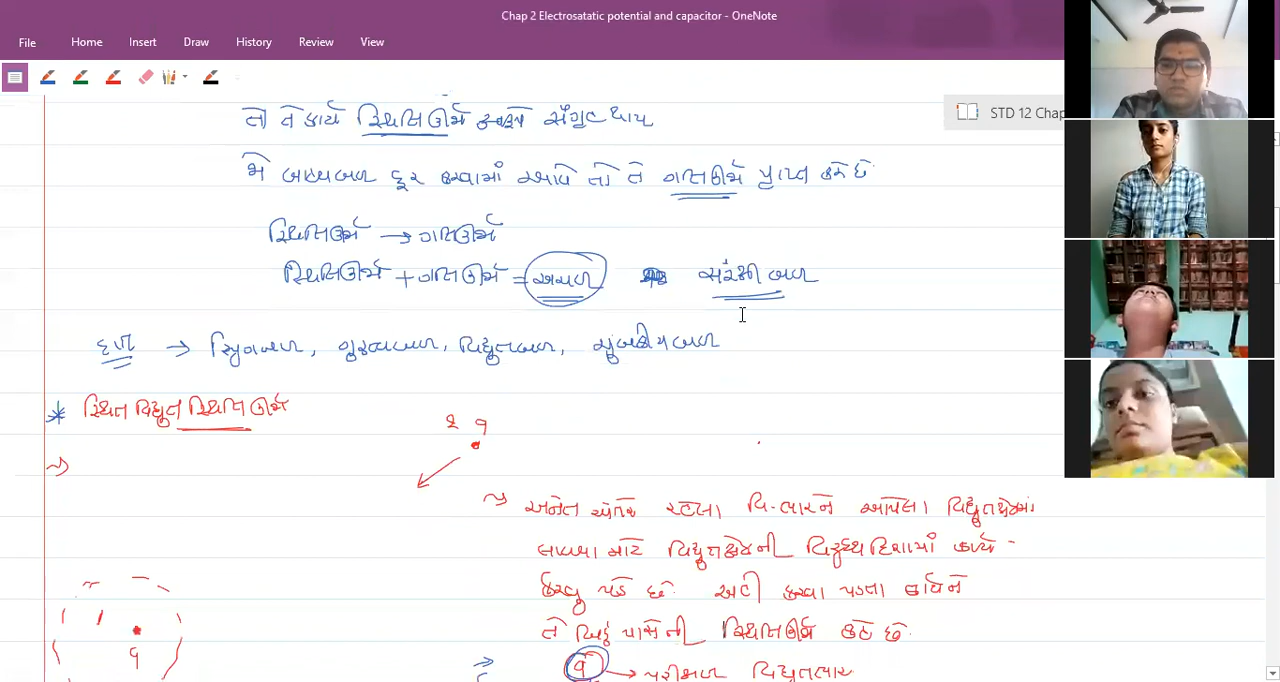 Chap 2 Electrosatatic potential and capacitor - OneNote
File Home Insert Draw History Review View
STD 12 Chap
તો તે કાર્ય સ્થિતિઊર્જા સ્વરૂપે સંગ્રહ થાય
જો બાહ્યબળ દૂર કરવામાં આવે તો તે ગતિઊર્જા પ્રાપ્ત કરે છે
સ્થિતિઊર્જા → ગતિઊર્જા
સ્થિતિઊર્જા + ગતિઊર્જા = અચળ સંરક્ષી બળ
→ સ્પ્રિંગબળ, ગુરુત્વબળ, વિદ્યુતબળ, ચુંબકીયબળ
* સ્થિત વિદ્યુત સ્થિતિઊર્જા
q
અનંત અંતરે રહેલા વિ.ભારને આપેલા વિદ્યુતક્ષેત્રમાં
લાવવા માટે વિદ્યુતક્ષેત્રની વિરુદ્ધ દિશામાં કાર્ય
કરવું પડે છે. અહીં કરવા પડતા કાર્યને
તે બિંદુ પાસેની સ્થિતિઊર્જા કહે છે.
q
q → પરીક્ષણ વિદ્યુતભાર